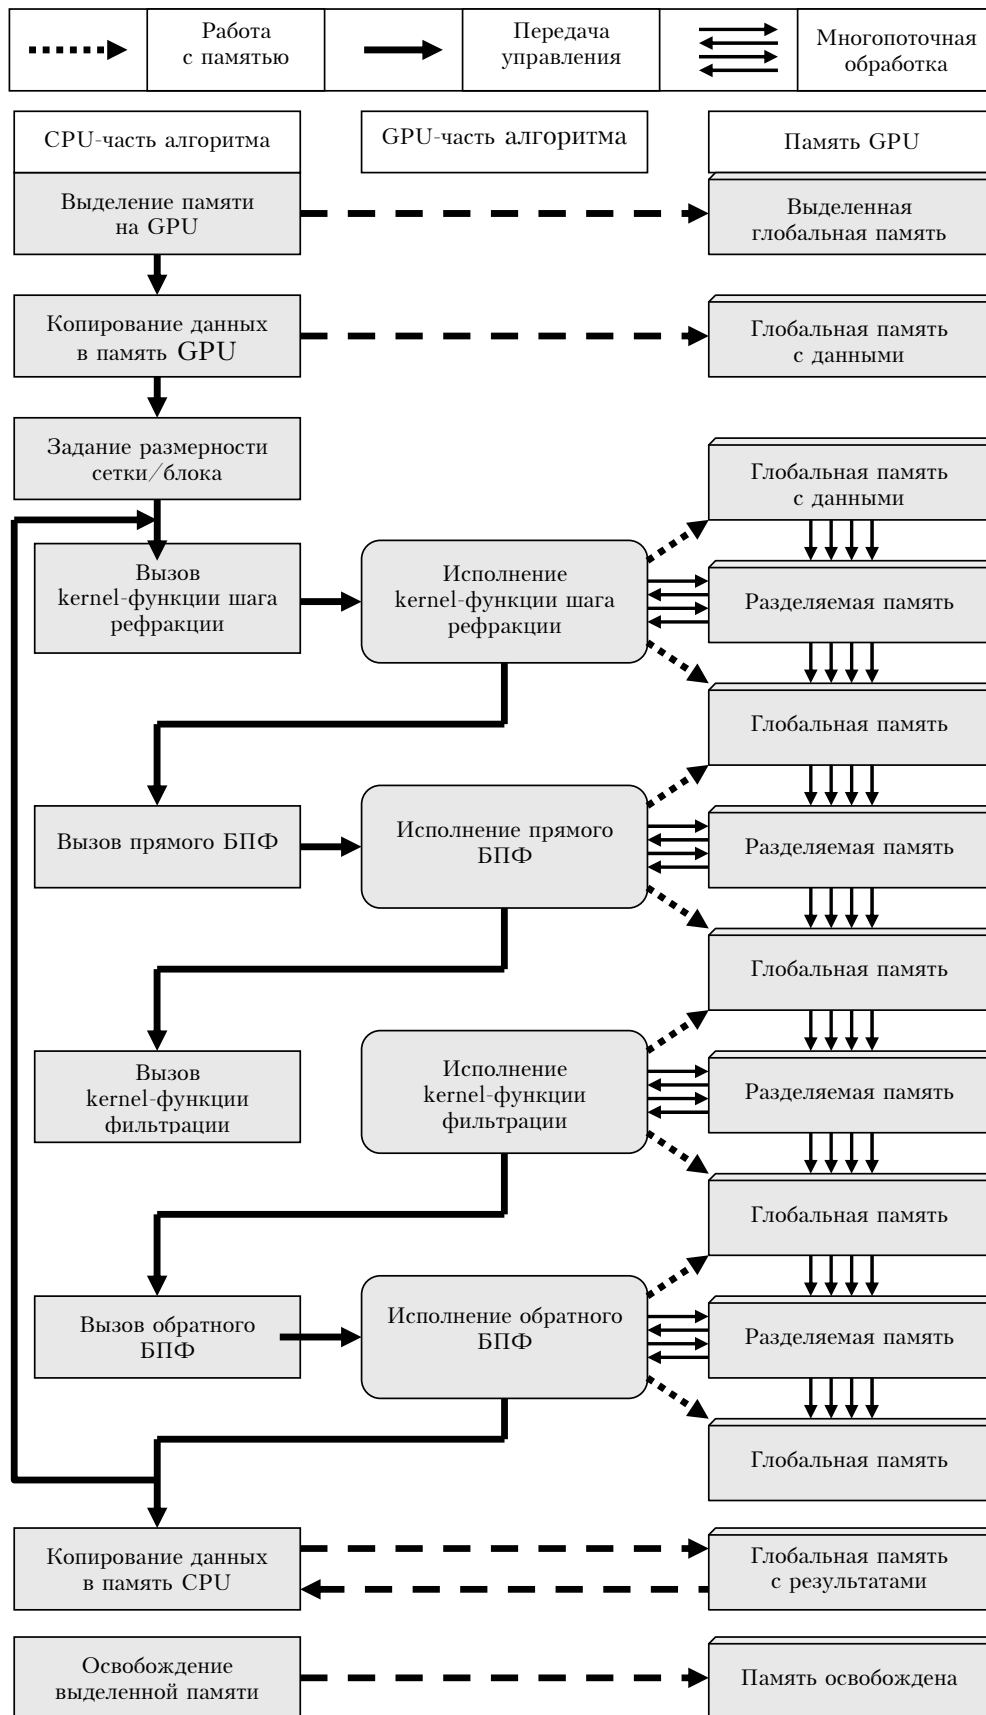 Работа
с памятью
Передача
управления
Многопоточная
обработка
CPU-часть алгоритма
GPU-часть алгоритма
Память GPU
Выделение памяти
на GPU
Выделенная
глобальная память
Копирование данных
в память GPU
Глобальная память
с данными
Задание размерности
сетки/блока
Глобальная память
с данными
Вызов
kernel-функции шага
рефракции
Исполнение
kernel-функции шага
рефракции
Разделяемая память
Глобальная память
Вызов прямого БПФ
Исполнение прямого
БПФ
Разделяемая память
Глобальная память
Вызов
kernel-функции
фильтрации
Исполнение
kernel-функции
фильтрации
Разделяемая память
Глобальная память
Вызов обратного
БПФ
Исполнение обратного
БПФ
Разделяемая память
Глобальная память
Копирование данных
в память CPU
Глобальная память
с результатами
Освобождение
выделенной памяти
Память освобождена